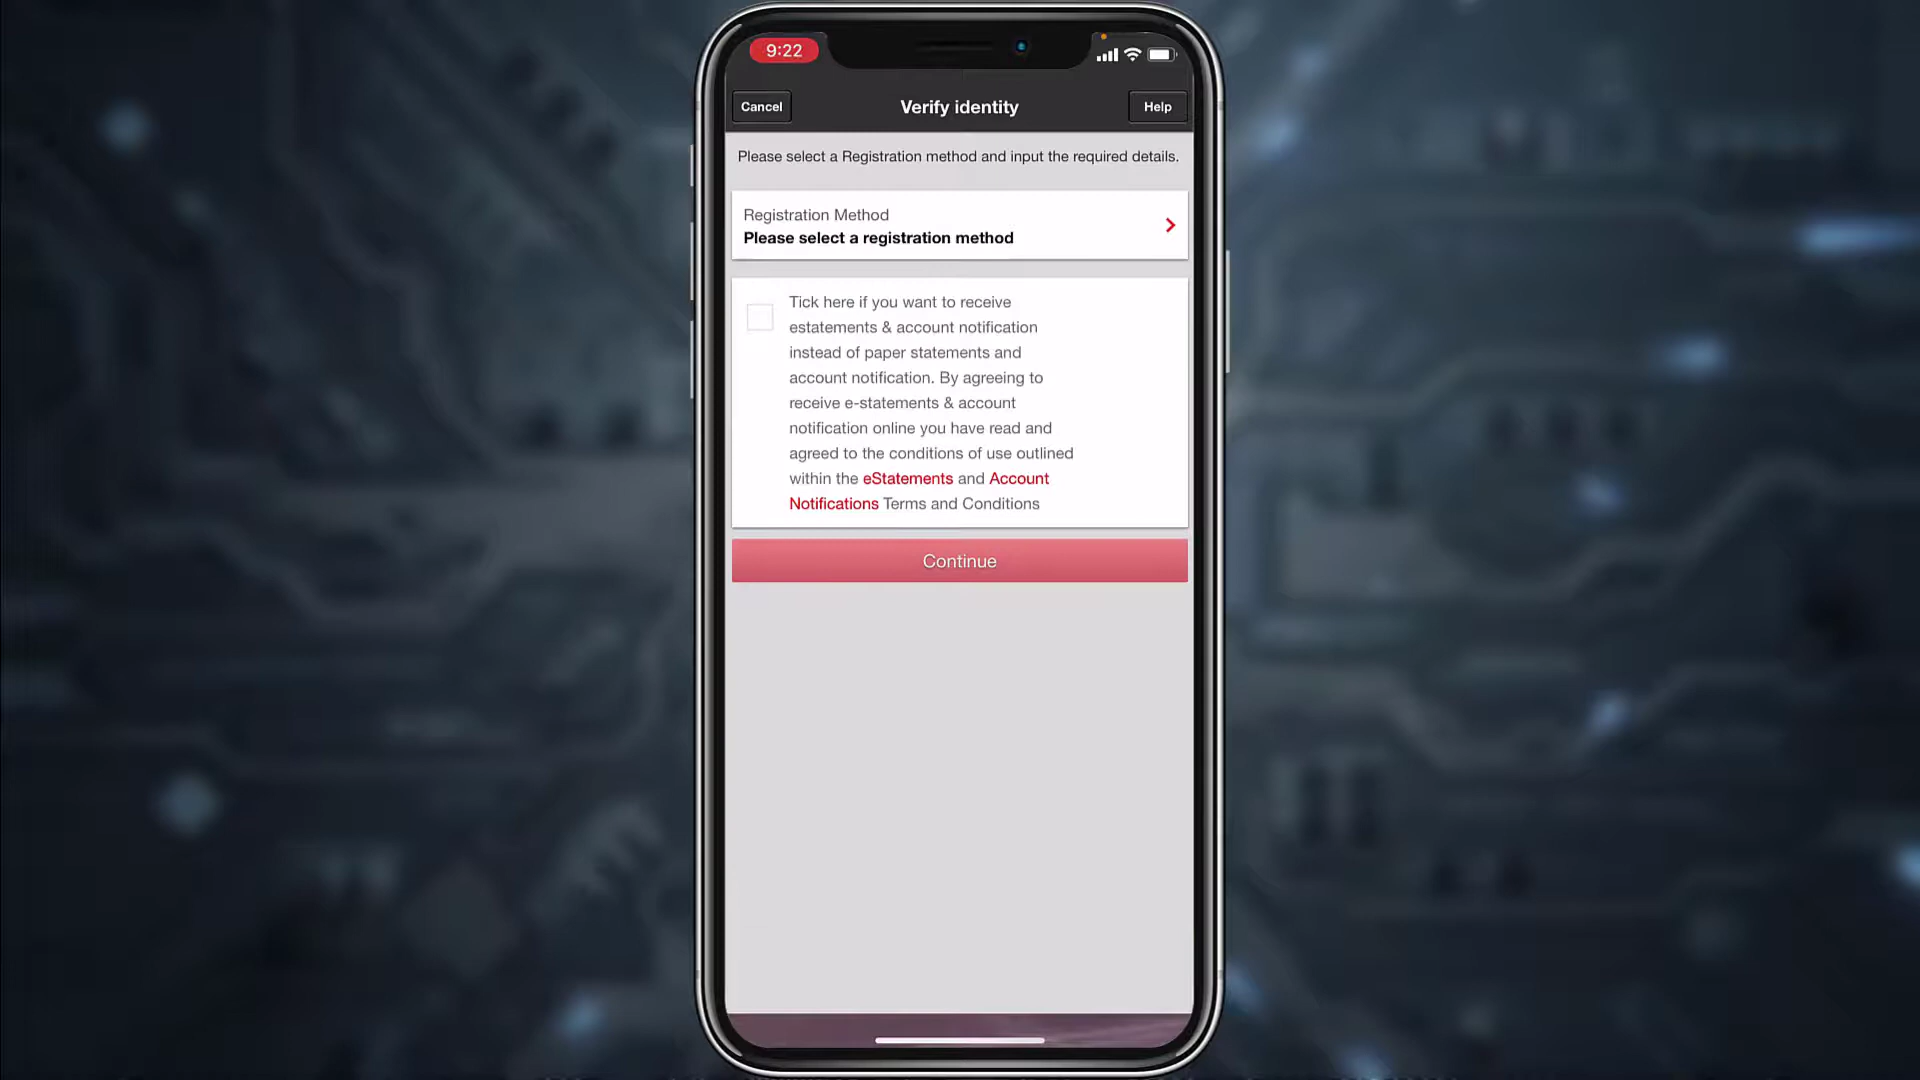 9:22
Cancel
Verify identity
Help
Please select a Registration method and input the required details.
Registration Method
Please select a registration method
Tick here if you want to receive
estatements & account notification
instead of paper statements and
account notification. By agreeing to
receive e-statements & account
notification online you have read and
agreed to the conditions of use outlined
within the eStatements and Account
Notifications Terms and Conditions
Continue